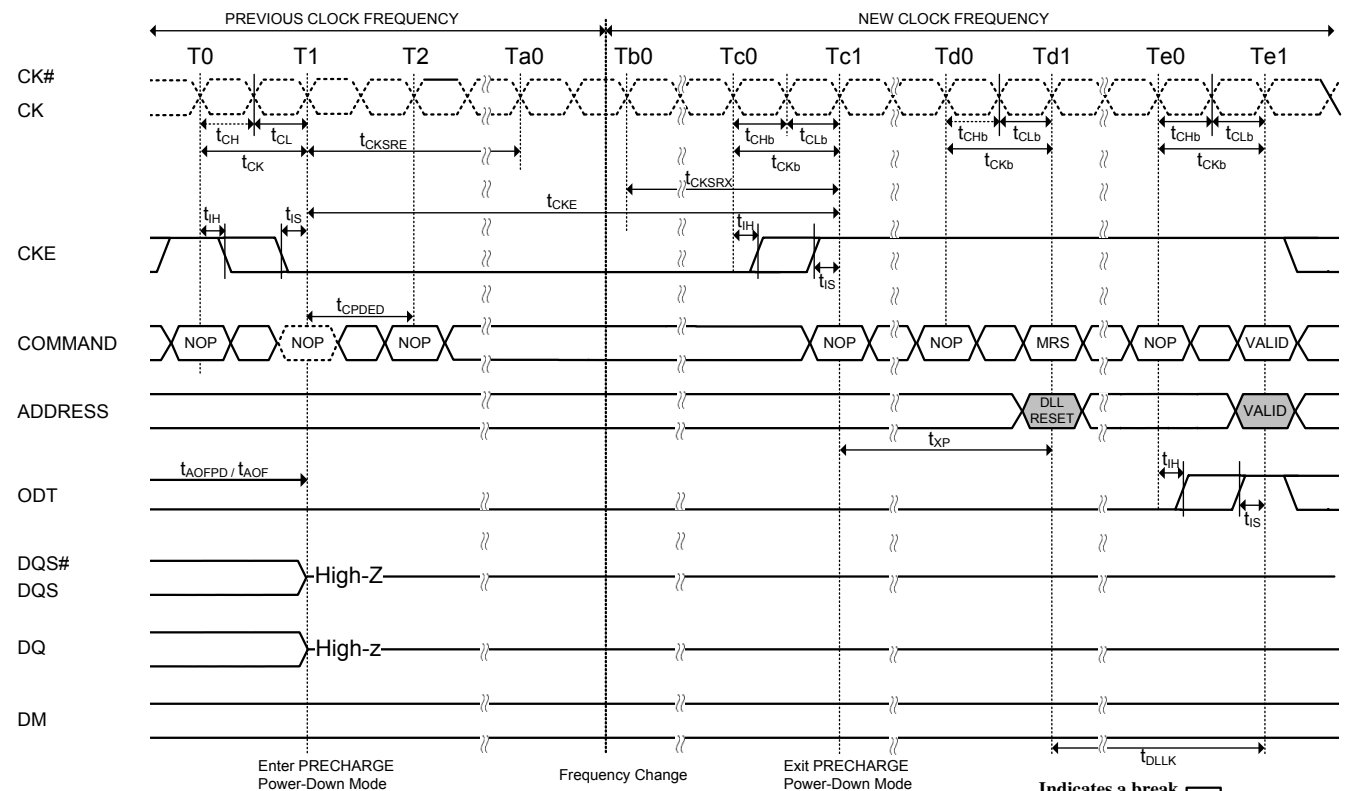 PREVIOUS CLOCK FREQUENCY NEW CLOCK FREQUENCY
T0 T1 T2 Ta0 Tb0 Tc0 Tc1 Td0 Td1 Te0 Te1
CK#
CK
tCH tCL tCKSRE tCHb tCLb tCHb tCLb tCHb tCLb
tCK tCKb tCKb tCKb
tCKSRX
tCKE
tIH tIS tIH
CKE
tIS
tCPDED
COMMAND NOP NOP NOP NOP NOP MRS NOP VALID
ADDRESS DLL RESET VALID
tXP
tAOFPD / tAOF tIH
ODT
tIS
DQS#
DQS
High-Z
DQ High-z
DM
tDLLK
Enter PRECHARGE
Power-Down Mode
Frequency Change
Exit PRECHARGE
Power-Down Mode
Indicates a break